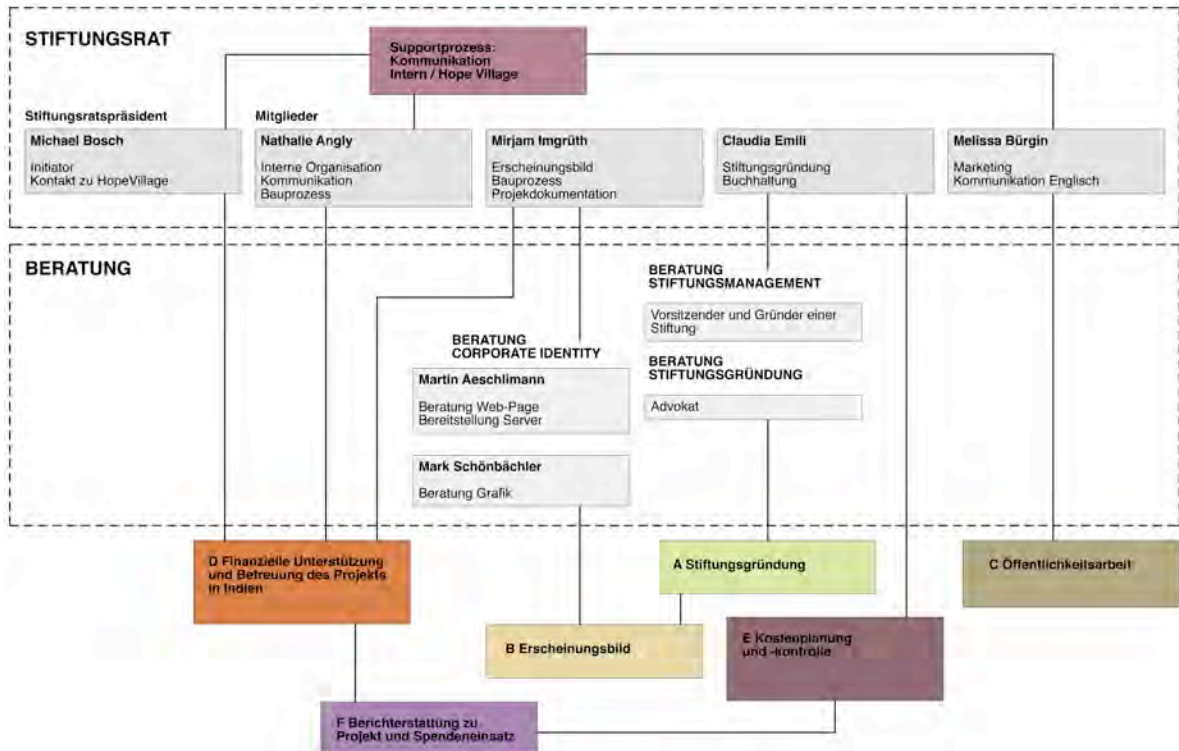 STIFTUNGSRAT
Supportprozess:
Kommunikation
Intern / Hope Village
Stiftungsratspräsident
Michael Bosch
Initiator
Kontakt zu HopeVillage
Mitglieder
Nathalie Angly
Interne Organisation
Kommunikation
Bauprozess
Mirjam Imgrüth
Erscheinungsbild
Bauprozess
Projekdokumentation
Claudia Emili
Stiftungsgründung
Buchhaltung
Melissa Bürgin
Marketing
Kommunikation Englisch
BERATUNG
BERATUNG
STIFTUNGSMANAGEMENT
Vorsitzender und Gründer einer
Stiftung
BERATUNG
CORPORATE IDENTITY
Martin Aeschlimann
Beratung Web-Page
Bereitstellung Server
BERATUNG
STIFTUNGSGRÜNDUNG
Advokat
Mark Schönbächler
Beratung Grafik
D Finanzielle Unterstützung
und Betreuung des Projekts
in Indien
A Stiftungsgründung
C Öffentlichkeitsarbeit
B Erscheinungsbild
E Kostenplanung
und -kontrolle
F Berichterstattung zu
Projekt und Spendeneinsatz